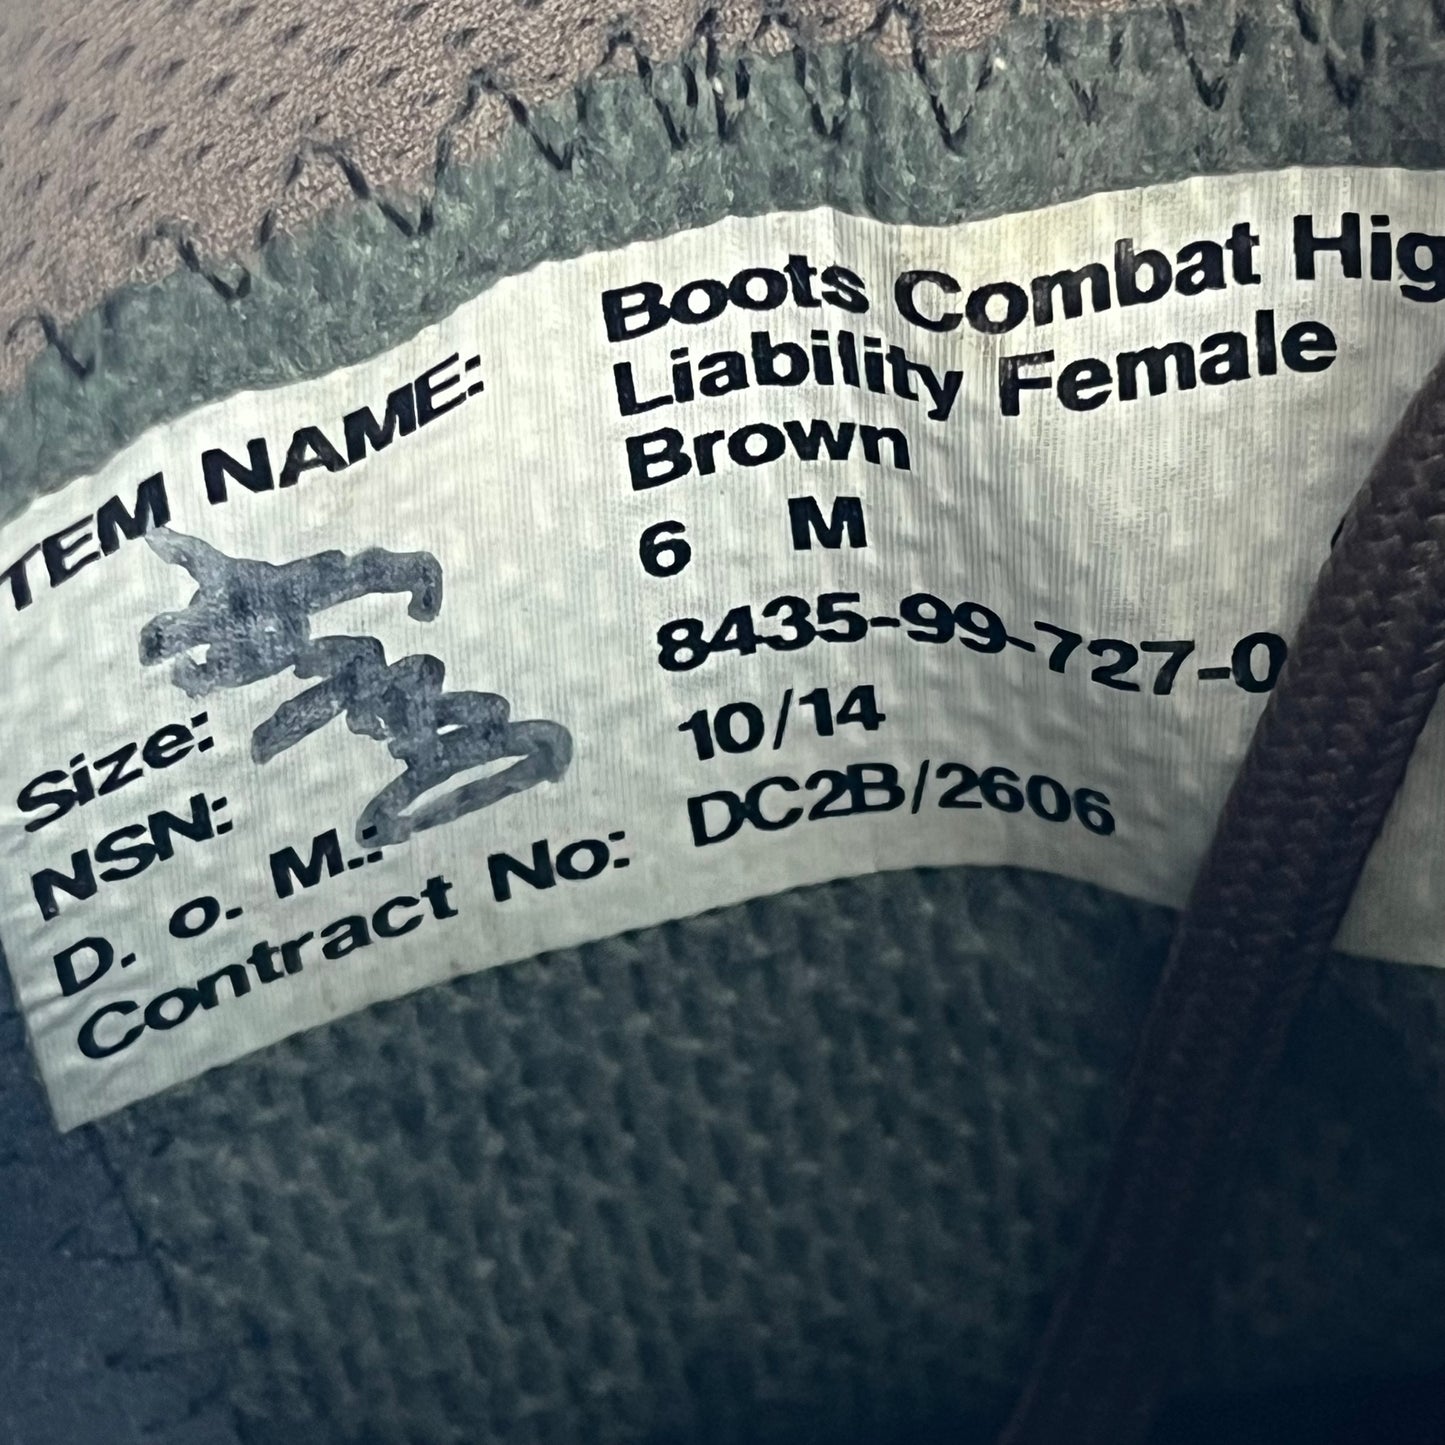 TEM NAME: Boots Combat Hig
Liability Female
Brown
Size: 6 M
NSN: 8435-99-727-0
D. o. M.: 10/14
Contract No: DC2B/2606